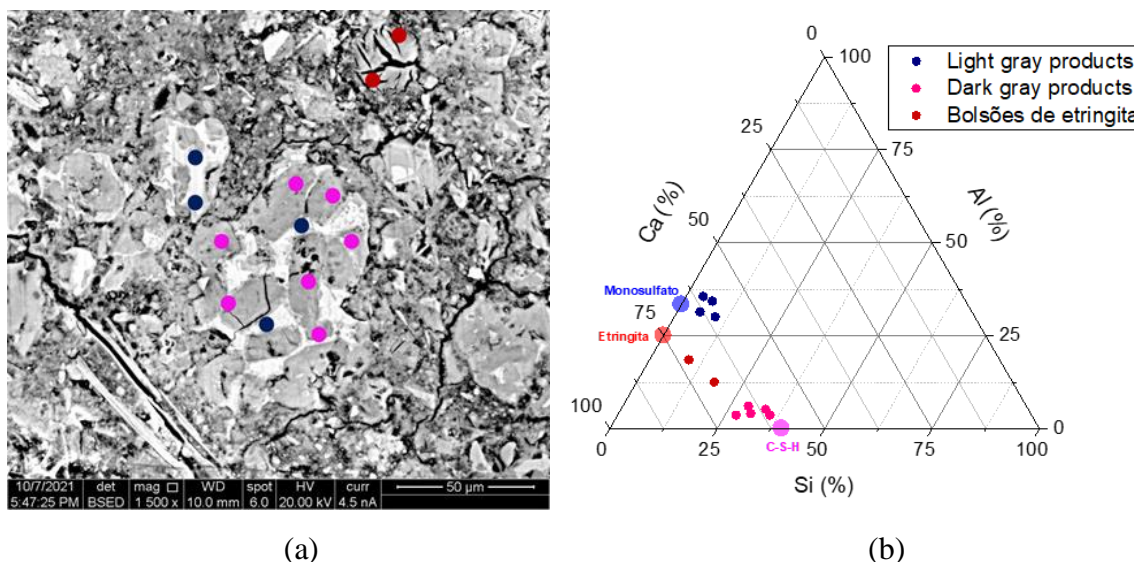 0
100
Light gray products
Dark gray products
Bolsões de etringita
25
75
Ca (%)
Al (%)
50
50
Monosulfato
75
Etringita
25
100
0
C-S-H
0
25
50
75
100
Si (%)
10/7/2021 det mag □ WD spot HV curr
5:47:25 PM BSED 1 500 x 10.0 mm 6.0 20.00 kV 4.5 nA
50 µm
(a)
(b)